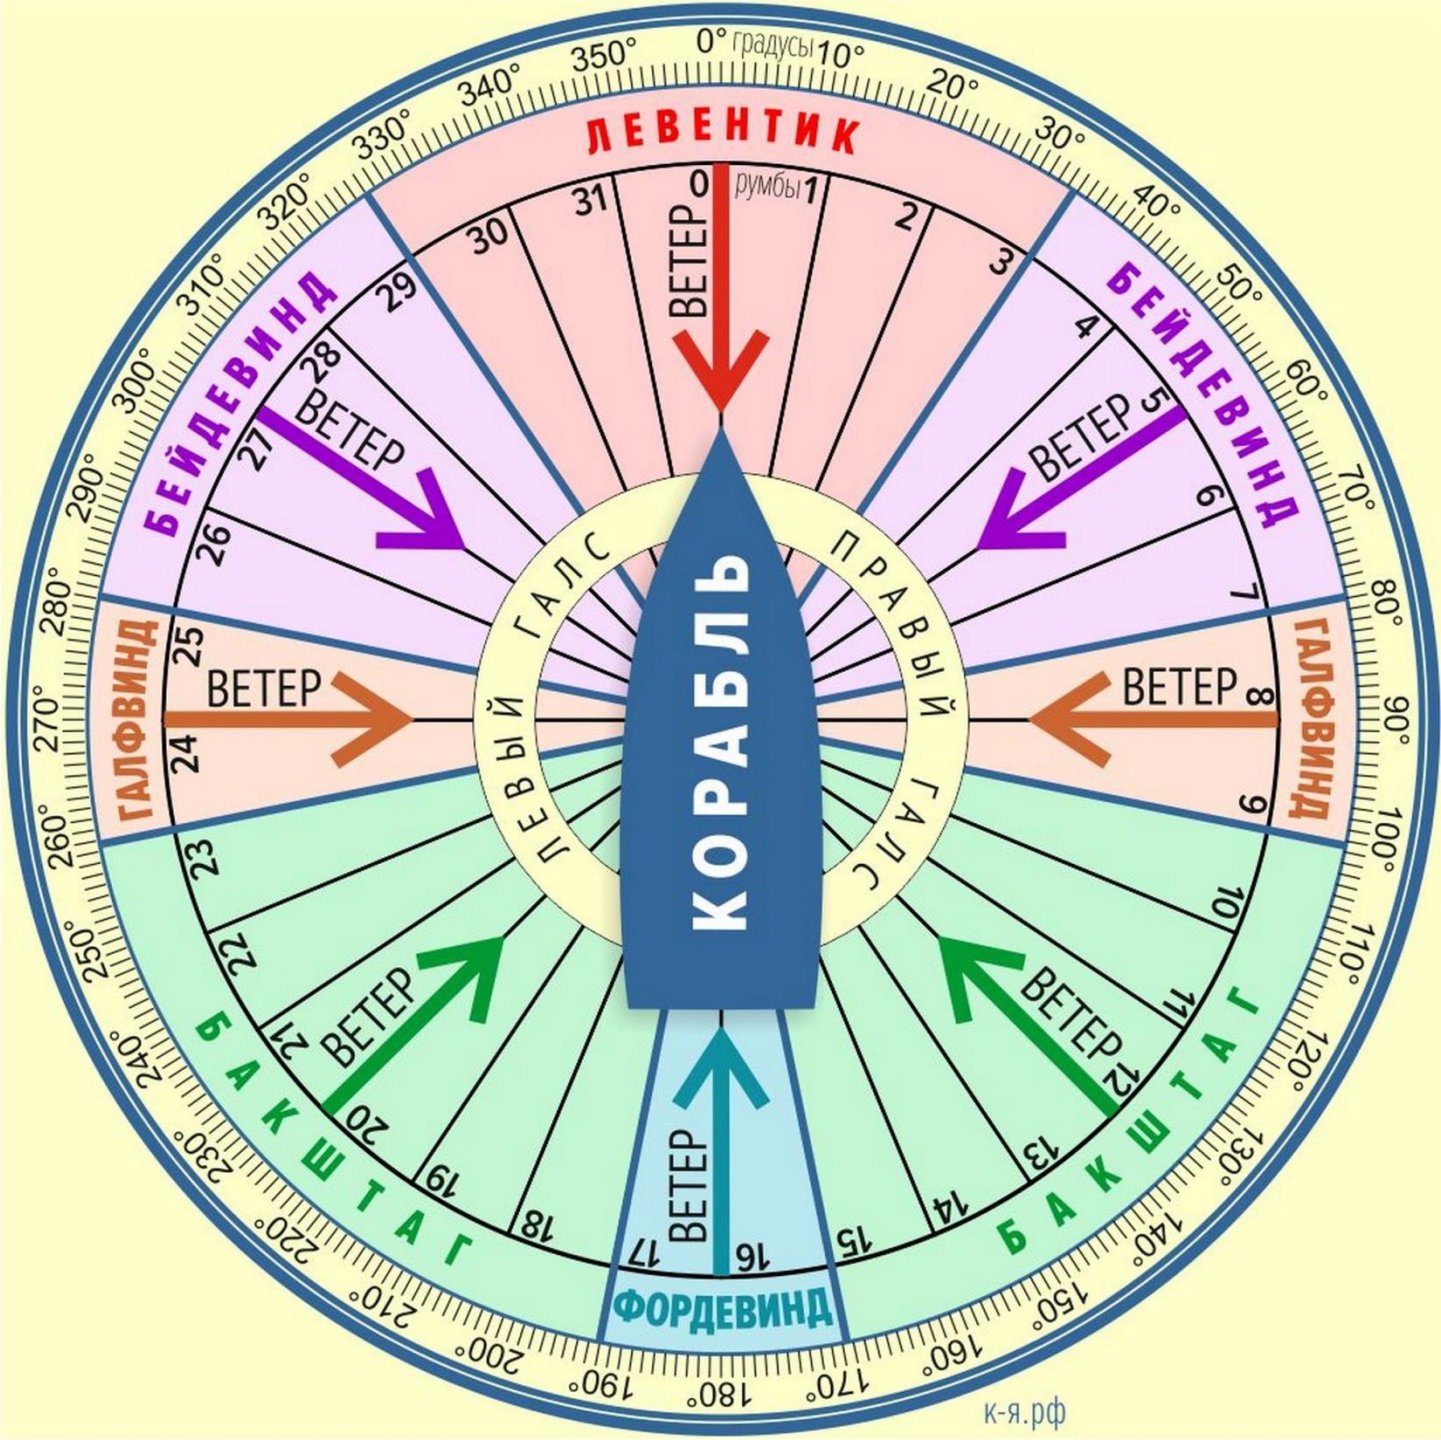 0° градусы 10° 20° 30° 40° 50° 60° 70° 80° 90° 100° 110° 120° 130° 140° 150° 160° 170° 180° 190° 200° 210° 220° 230° 240° 250° 260° 270° 280° 290° 300° 310° 320° 330° 340° 350°
ЛЕВЕНТИК
БЕЙДЕВИНД
ГАЛФВИНД
БАКШТАГ
ФОРДЕВИНД
БАКШТАГ
ГАЛФВИНД
БЕЙДЕВИНД
0 румбы 1 2 3 4 5 6 7 8 9 10 11 12 13 14 15 16 17 18 19 20 21 22 23 24 25 26 27 28 29 30 31
ВЕТЕР
ВЕТЕР
ВЕТЕР
ВЕТЕР
ВЕТЕР
ВЕТЕР
ВЕТЕР
ВЕТЕР
ЛЕВЫЙ ГАЛС
ПРАВЫЙ ГАЛС
КОРАБЛЬ
к-я.рф